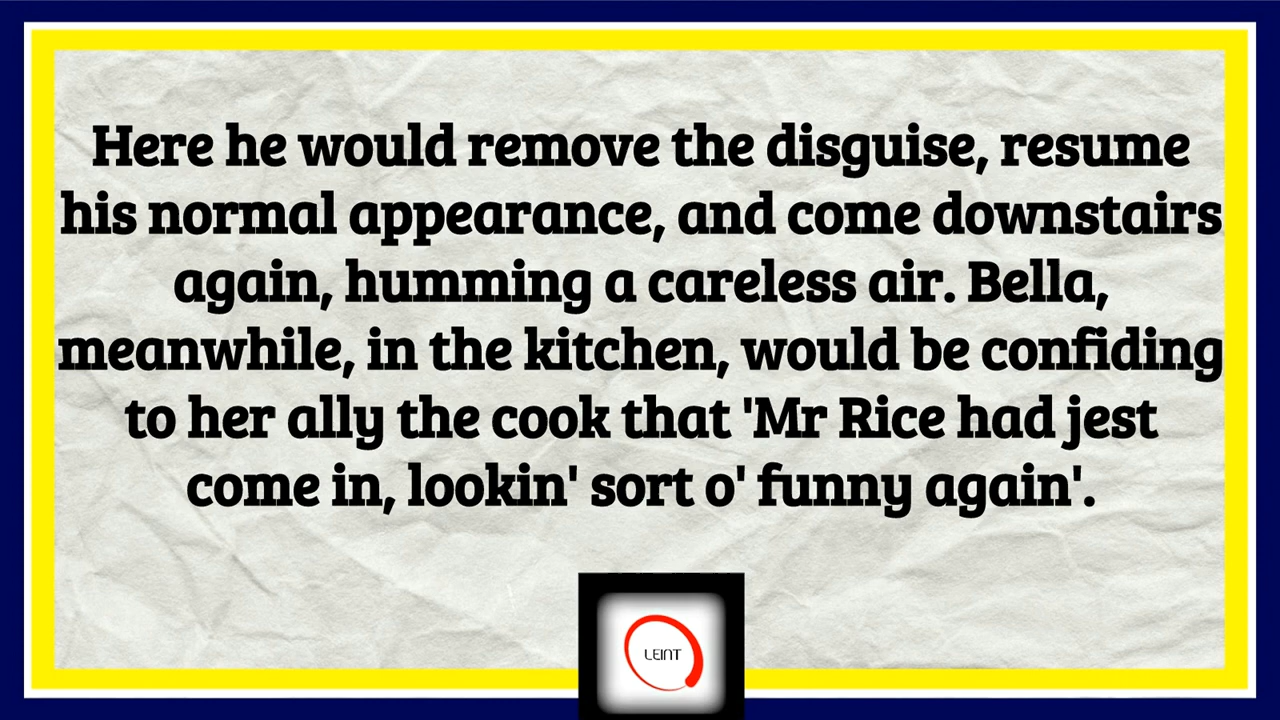 Here he would remove the disguise, resume
his normal appearance, and come downstairs
again, humming a careless air. Bella,
meanwhile, in the kitchen, would be confiding
to her ally the cook that 'Mr Rice had jest
come in, lookin' sort o' funny again'.
LEINT